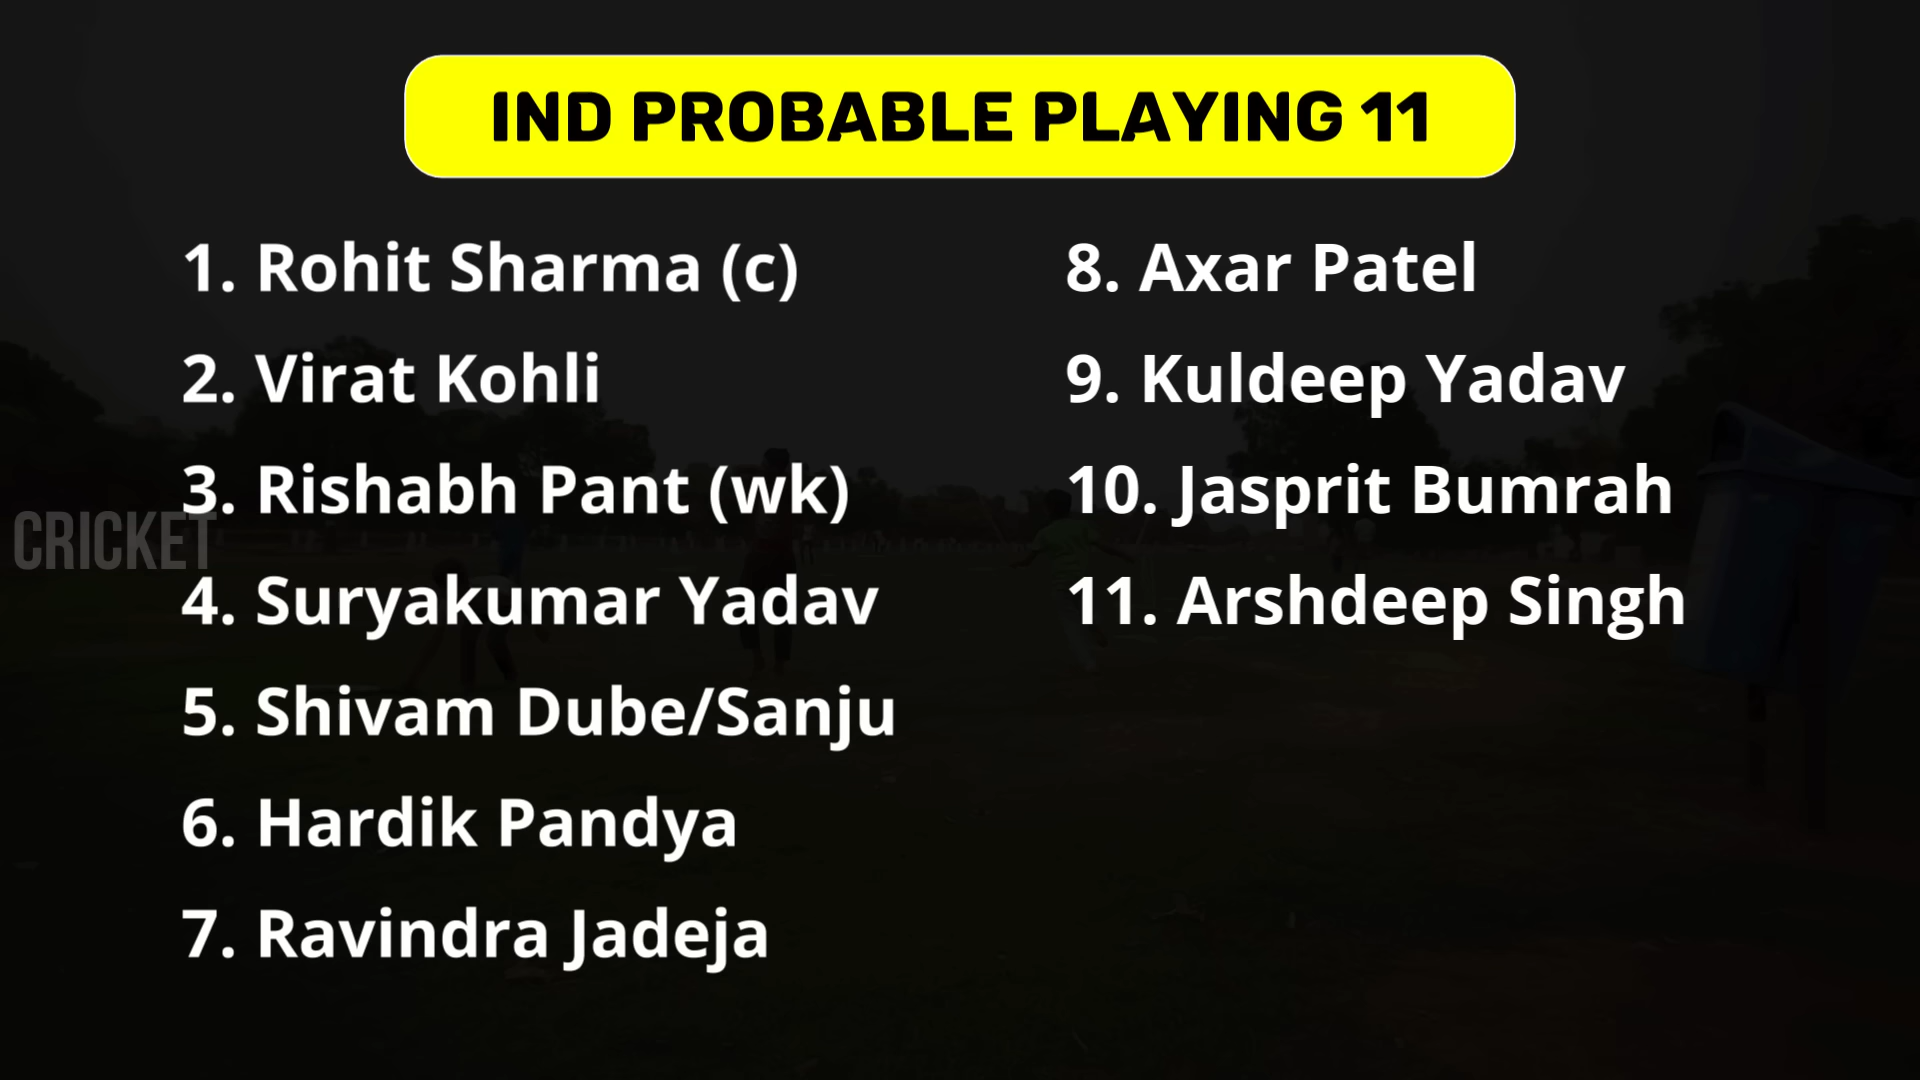 IND PROBABLE PLAYING 11
1. Rohit Sharma (c)
2. Virat Kohli
3. Rishabh Pant (wk)
CRICKET
4. Suryakumar Yadav
5. Shivam Dube/Sanju
6. Hardik Pandya
7. Ravindra Jadeja
8. Axar Patel
9. Kuldeep Yadav
10. Jasprit Bumrah
11. Arshdeep Singh